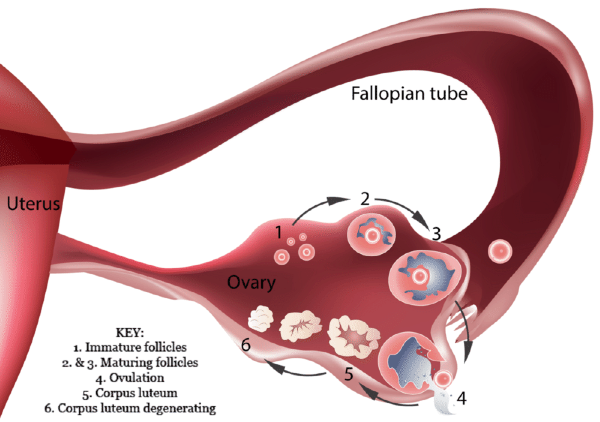 Fallopian tube
Uterus
2
1
3
Ovary
6
5
4
KEY:
1. Immature follicles
2. & 3. Maturing follicles
4. Ovulation
5. Corpus luteum
6. Corpus luteum degenerating